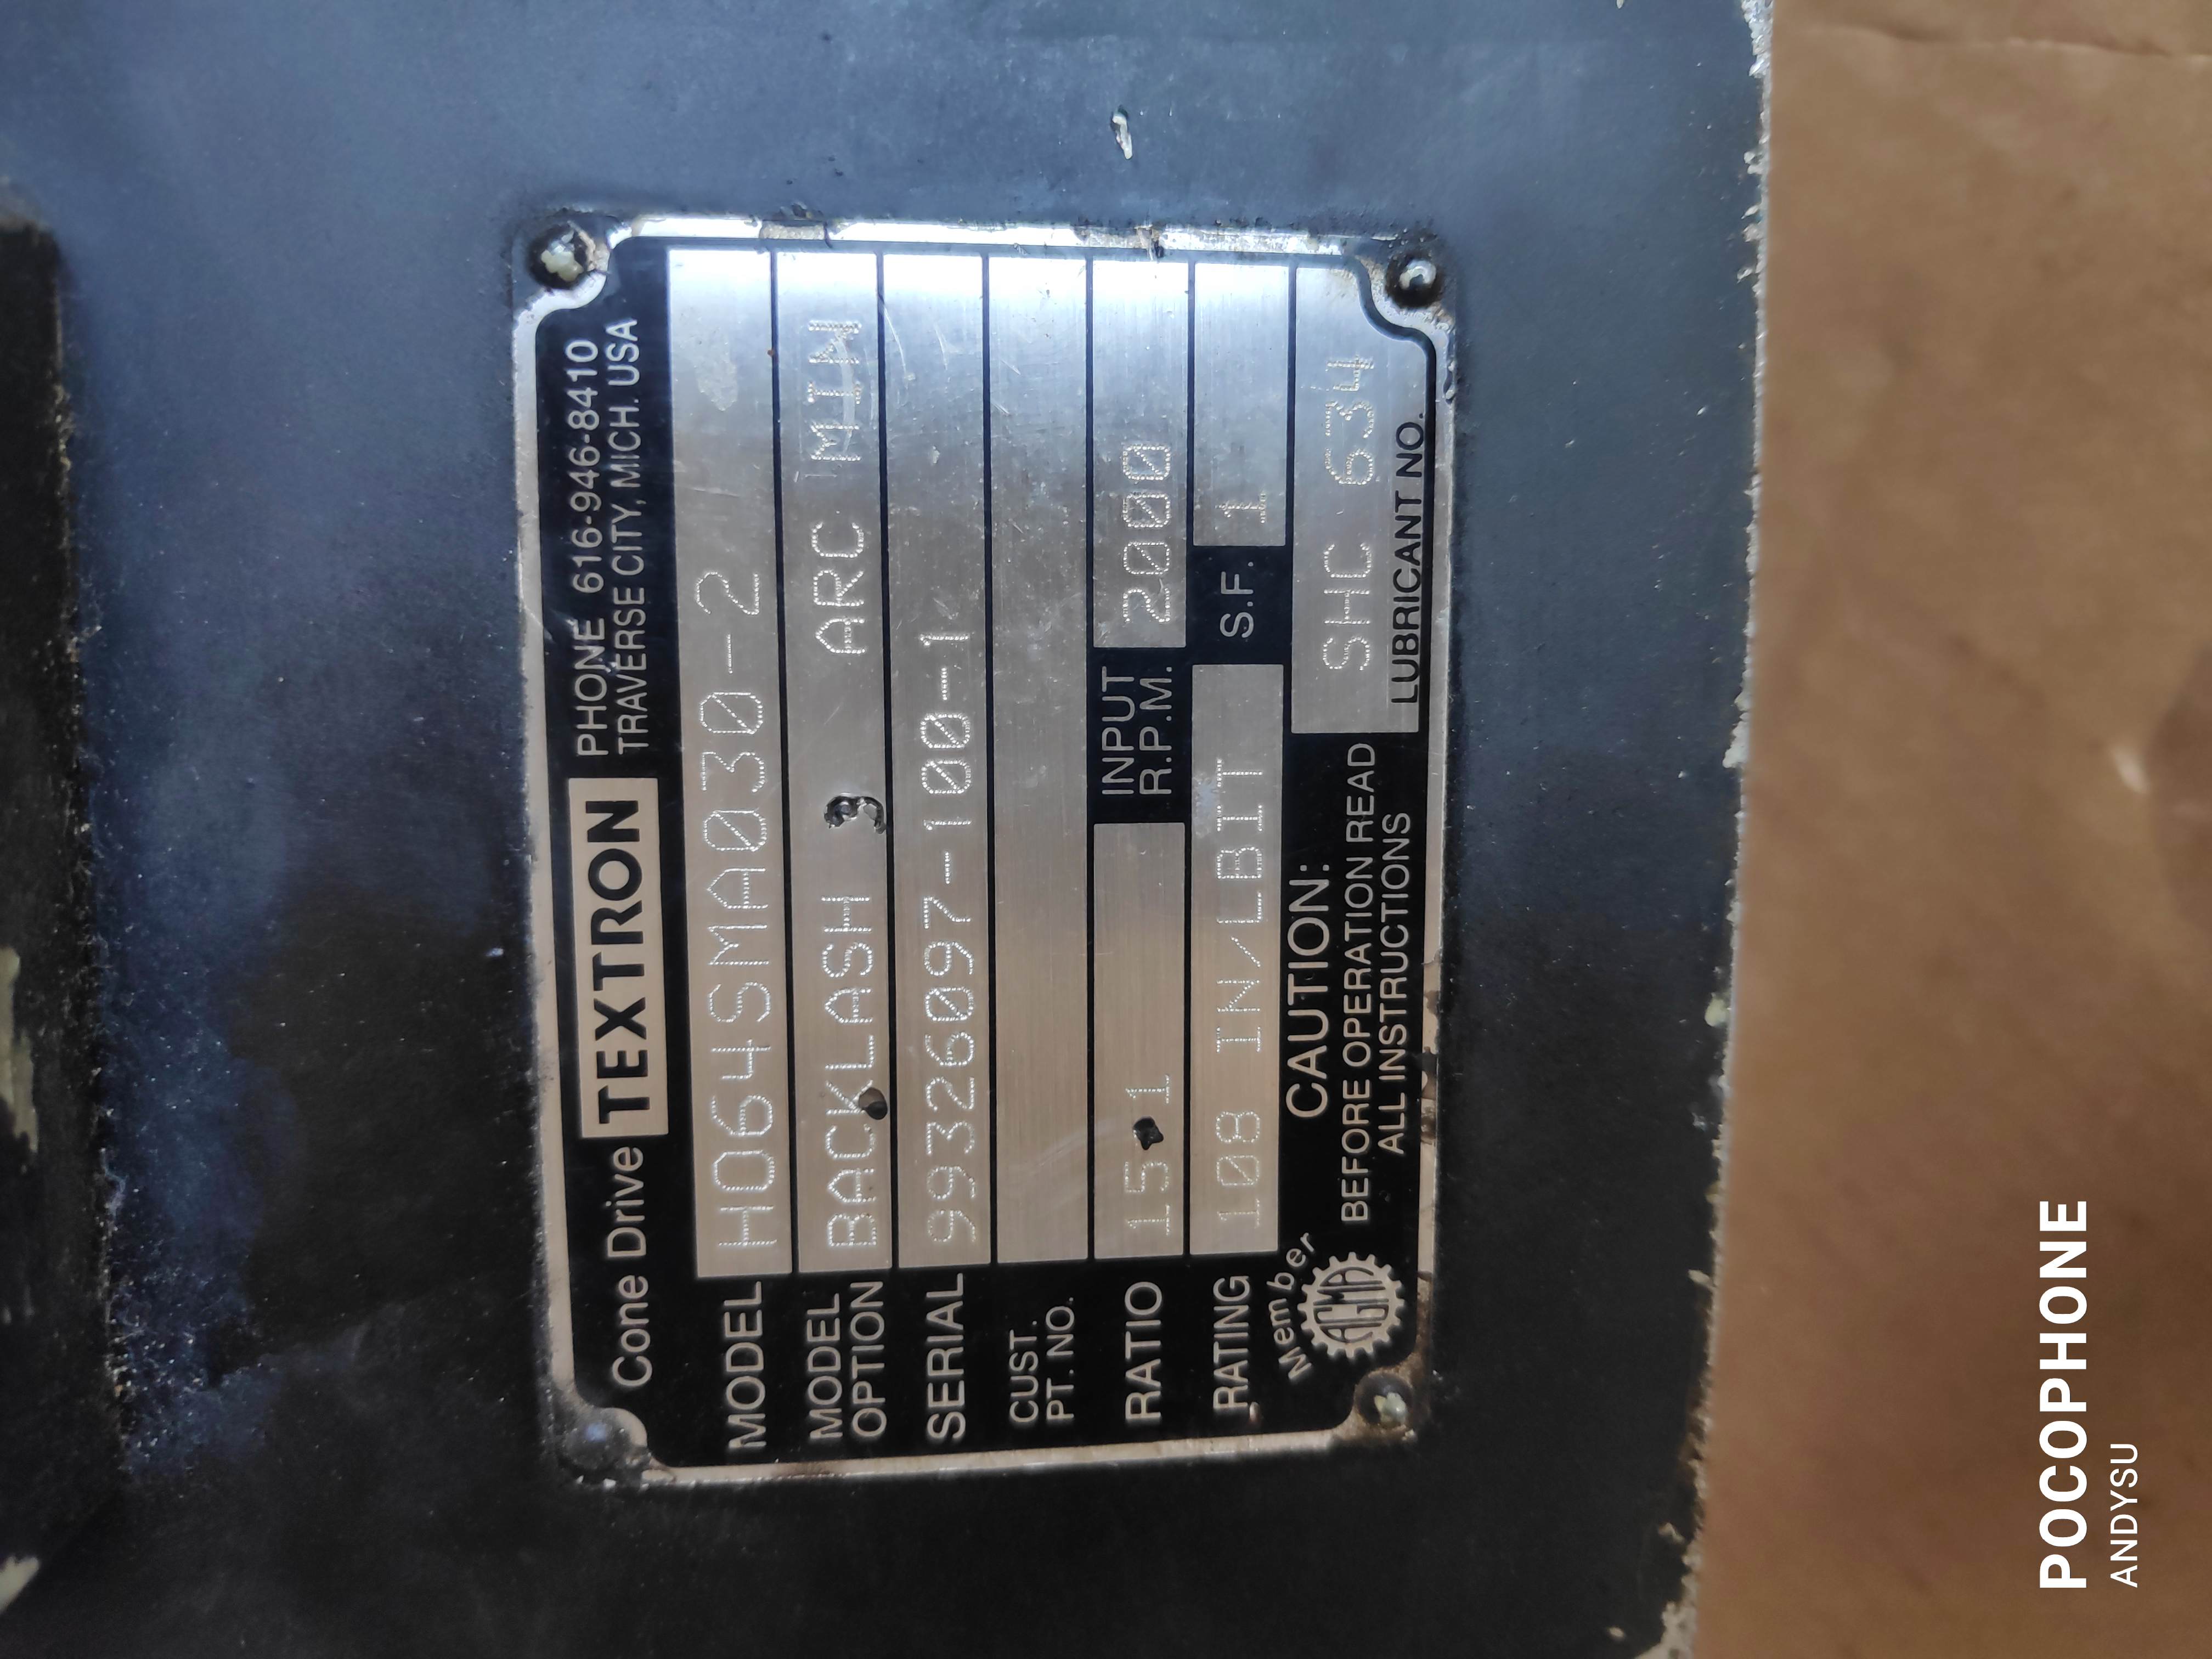 Cone Drive TEXTRON PHONE 616-946-8410
TRAVERSE CITY, MICH. USA
MODEL HO64SMA030-2
MODEL OPTION BACKLASH 9 ARC MIN
SERIAL 99326097-100-1
CUST. PT. NO.
RATIO 15 1 INPUT R.P.M. 2000
RATING 108 IN/LBIT S.F. 1
Member AGMA
CAUTION:
BEFORE OPERATION READ
ALL INSTRUCTIONS
SHC 634
LUBRICANT NO.
POCOPHONE
ANDYSU